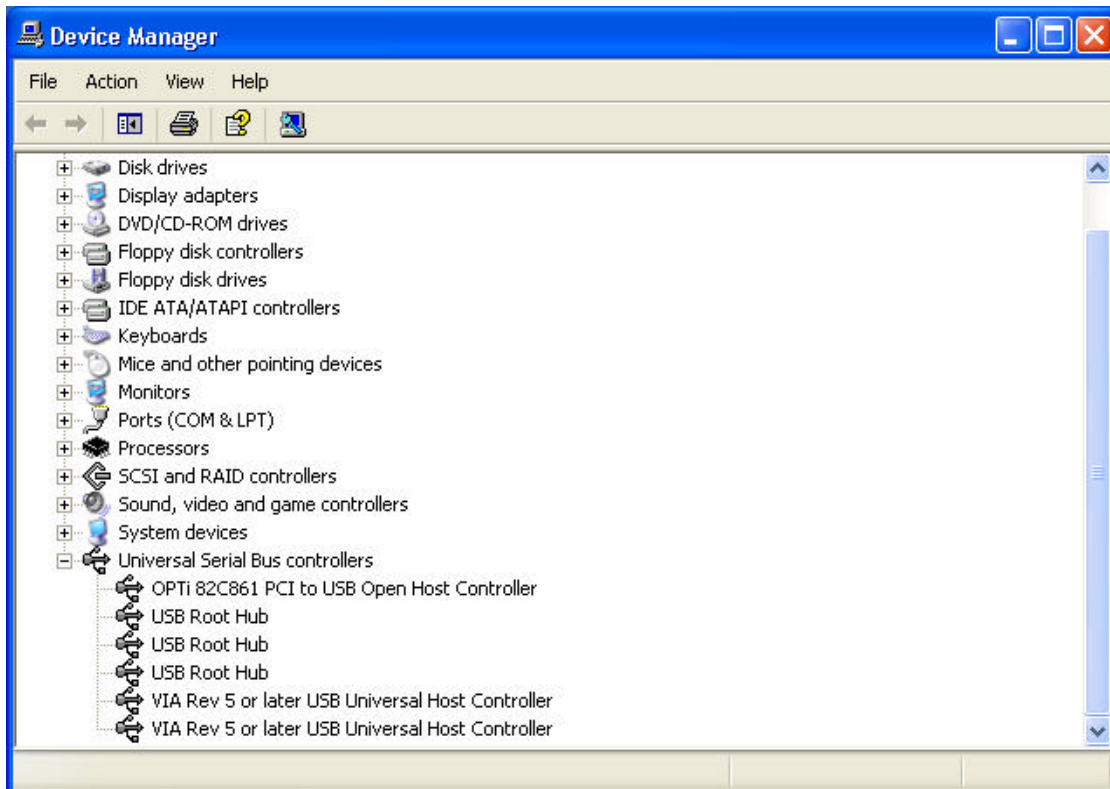 Device Manager
File Action View Help
Disk drives
Display adapters
DVD/CD-ROM drives
Floppy disk controllers
Floppy disk drives
IDE ATA/ATAPI controllers
Keyboards
Mice and other pointing devices
Monitors
Ports (COM & LPT)
Processors
SCSI and RAID controllers
Sound, video and game controllers
System devices
Universal Serial Bus controllers
OPTi 82C861 PCI to USB Open Host Controller
USB Root Hub
USB Root Hub
USB Root Hub
VIA Rev 5 or later USB Universal Host Controller
VIA Rev 5 or later USB Universal Host Controller